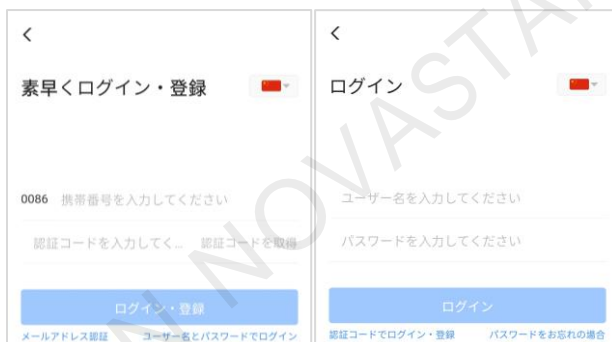 素早くログイン・登録
0086 携帯番号を入力してください
認証コードを入力してく... 認証コードを取得
ログイン・登録
メールアドレス認証 ユーザー名とパスワードでログイン
ログイン
ユーザー名を入力してください
パスワードを入力してください
ログイン
認証コードでログイン・登録 パスワードをお忘れの場合
N NOVASTAR